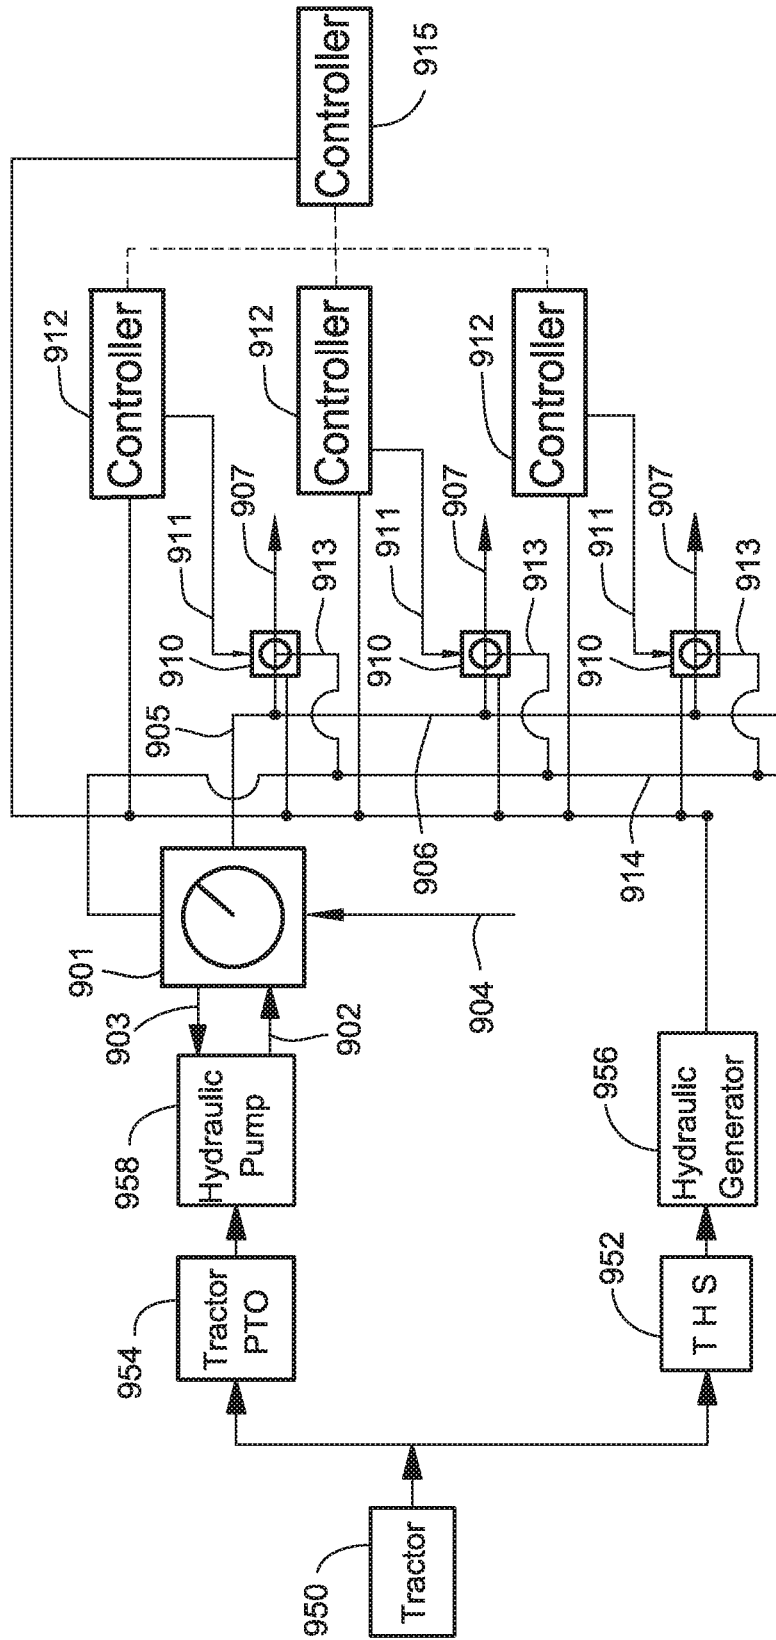 Tractor
950
Tractor
PTO
954
Hydraulic
Pump
958
903
902
901
904
905
906
914
T H S
952
Hydraulic
Generator
956
910
911
907
913
Controller
912
910
911
907
913
Controller
912
910
911
907
913
Controller
912
Controller
915